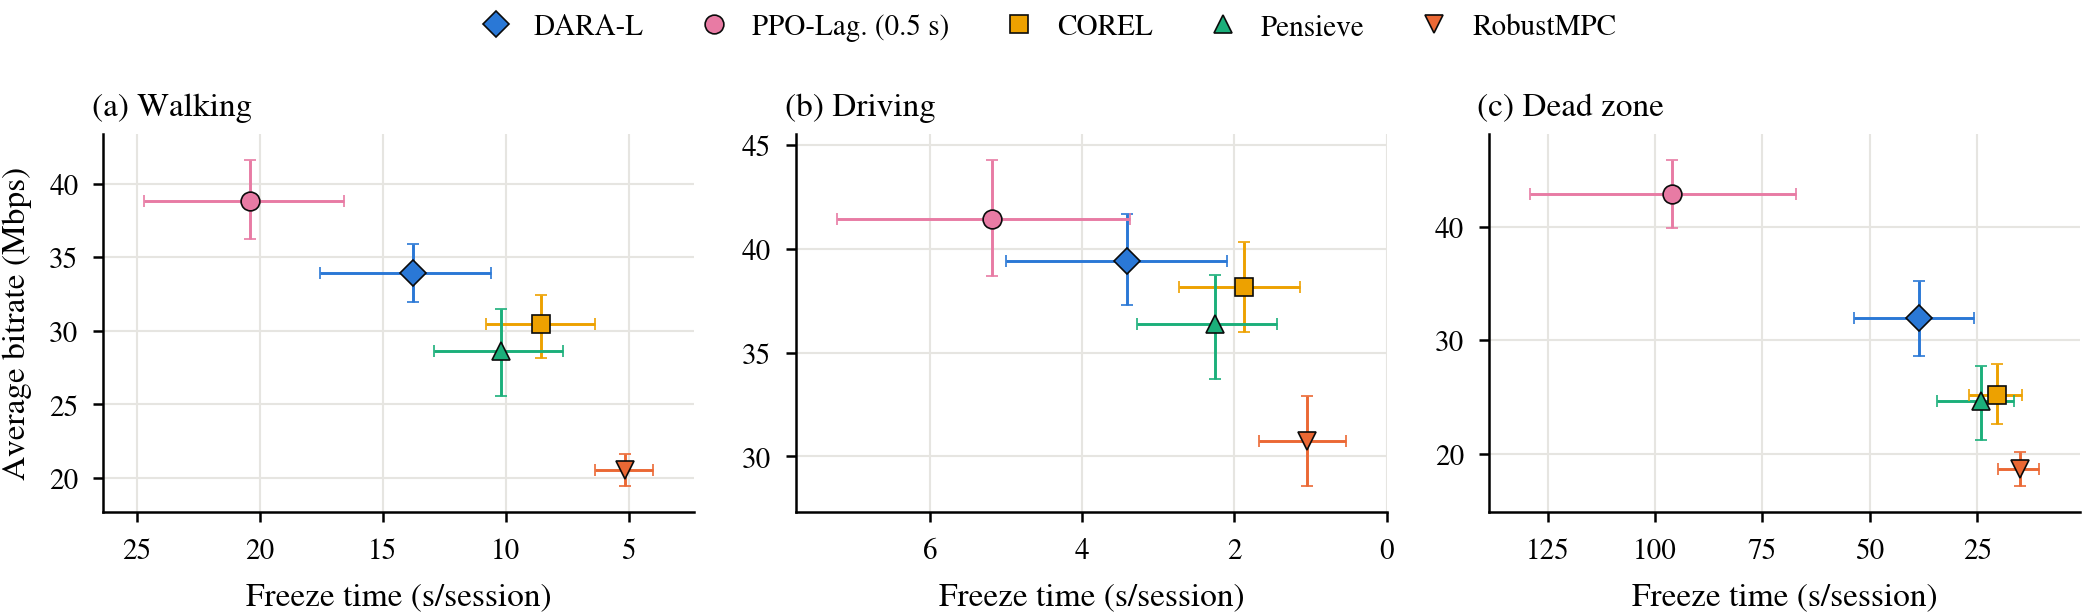 DARA-L PPO-Lag. (0.5 s) COREL Pensieve RobustMPC
(a) Walking
Average bitrate (Mbps)
40
35
30
25
20
25 20 15 10 5
Freeze time (s/session)
(b) Driving
45
40
35
30
6 4 2 0
Freeze time (s/session)
(c) Dead zone
40
30
20
125 100 75 50 25
Freeze time (s/session)